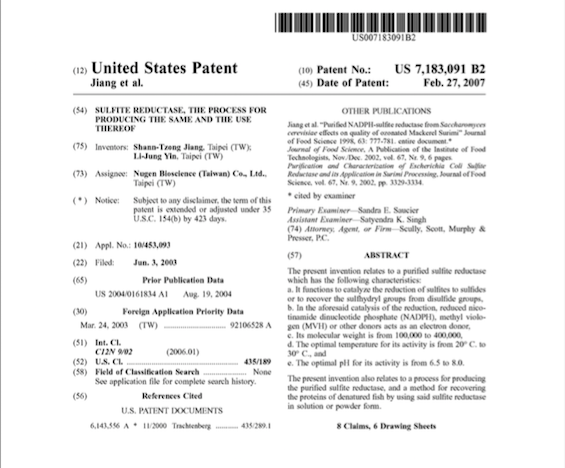 US007183091B2
(12) United States Patent
Jiang et al.
(10) Patent No.: US 7,183,091 B2
(45) Date of Patent: Feb. 27, 2007
(54) SULFITE REDUCTASE, THE PROCESS FOR
PRODUCING THE SAME AND THE USE
THEREOF
(75) Inventors: Shann-Tzong Jiang, Taipei (TW);
Li-Jung Yin, Taipei (TW)
(73) Assignee: Nugen Bioscience (Taiwan) Co., Ltd.,
Taipei (TW)
( * ) Notice: Subject to any disclaimer, the term of this
patent is extended or adjusted under 35
U.S.C. 154(b) by 423 days.
(21) Appl. No.: 10/453,093
(22) Filed: Jun. 3, 2003
(65) Prior Publication Data
US 2004/0161834 A1 Aug. 19, 2004
(30) Foreign Application Priority Data
Mar. 24, 2003 (TW) ................................ 92106528 A
(51) Int. Cl.
C12N 9/02 (2006.01)
(52) U.S. Cl. ........................................ 435/189
(58) Field of Classification Search .................. None
See application file for complete search history.
(56) References Cited
U.S. PATENT DOCUMENTS
6,143,556 A * 11/2000 Trachtenberg .......... 435/289.1
OTHER PUBLICATIONS
Jiang et al. "Purified NADPH-sulfite reductase from Saccharomyces
cerevisiae effects on quality of ozonated Mackerel Surimi" Journal
of Food Science 1998, 63: 777-781. entire document.*
Journal of Food Science, A Publication of the Institute of Food
Technologists, Nov./Dec. 2002, vol. 67, Nr. 9, 6 pages.
Purification and Characterization of Escherichia Coli Sulfite
Reductase and its Application in Surimi Processing, Journal of Food
Science, vol. 67, Nr. 9, 2002, pp. 3329-3334.
* cited by examiner
Primary Examiner—Sandra E. Saucier
Assistant Examiner—Satyendra K. Singh
(74) Attorney, Agent, or Firm—Scully, Scott, Murphy &
Presser, P.C.
(57) ABSTRACT
The present invention relates to a purified sulfite reductase
which has the following characteristics:
a. It functions to catalyze the reduction of sulfites to sulfides
or to recover the sulfhydryl groups from disulfide groups,
b. In the aforesaid catalysis of the reduction, reduced nico-
tinamide dinucleotide phosphate (NADPH), methyl violo-
gen (MVH) or other donors acts as an electron donor,
c. Its molecular weight is from 100,000 to 400,000,
d. The optimal temperature for its activity is from 20° C. to
30° C., and
e. The optimal pH for its activity is from 6.5 to 8.0.
The present invention also relates to a process for producing
the purified sulfite reductase, and a method for recovering
the proteins of denatured fish by using said sulfite reductase
in solution or powder form.
8 Claims, 6 Drawing Sheets